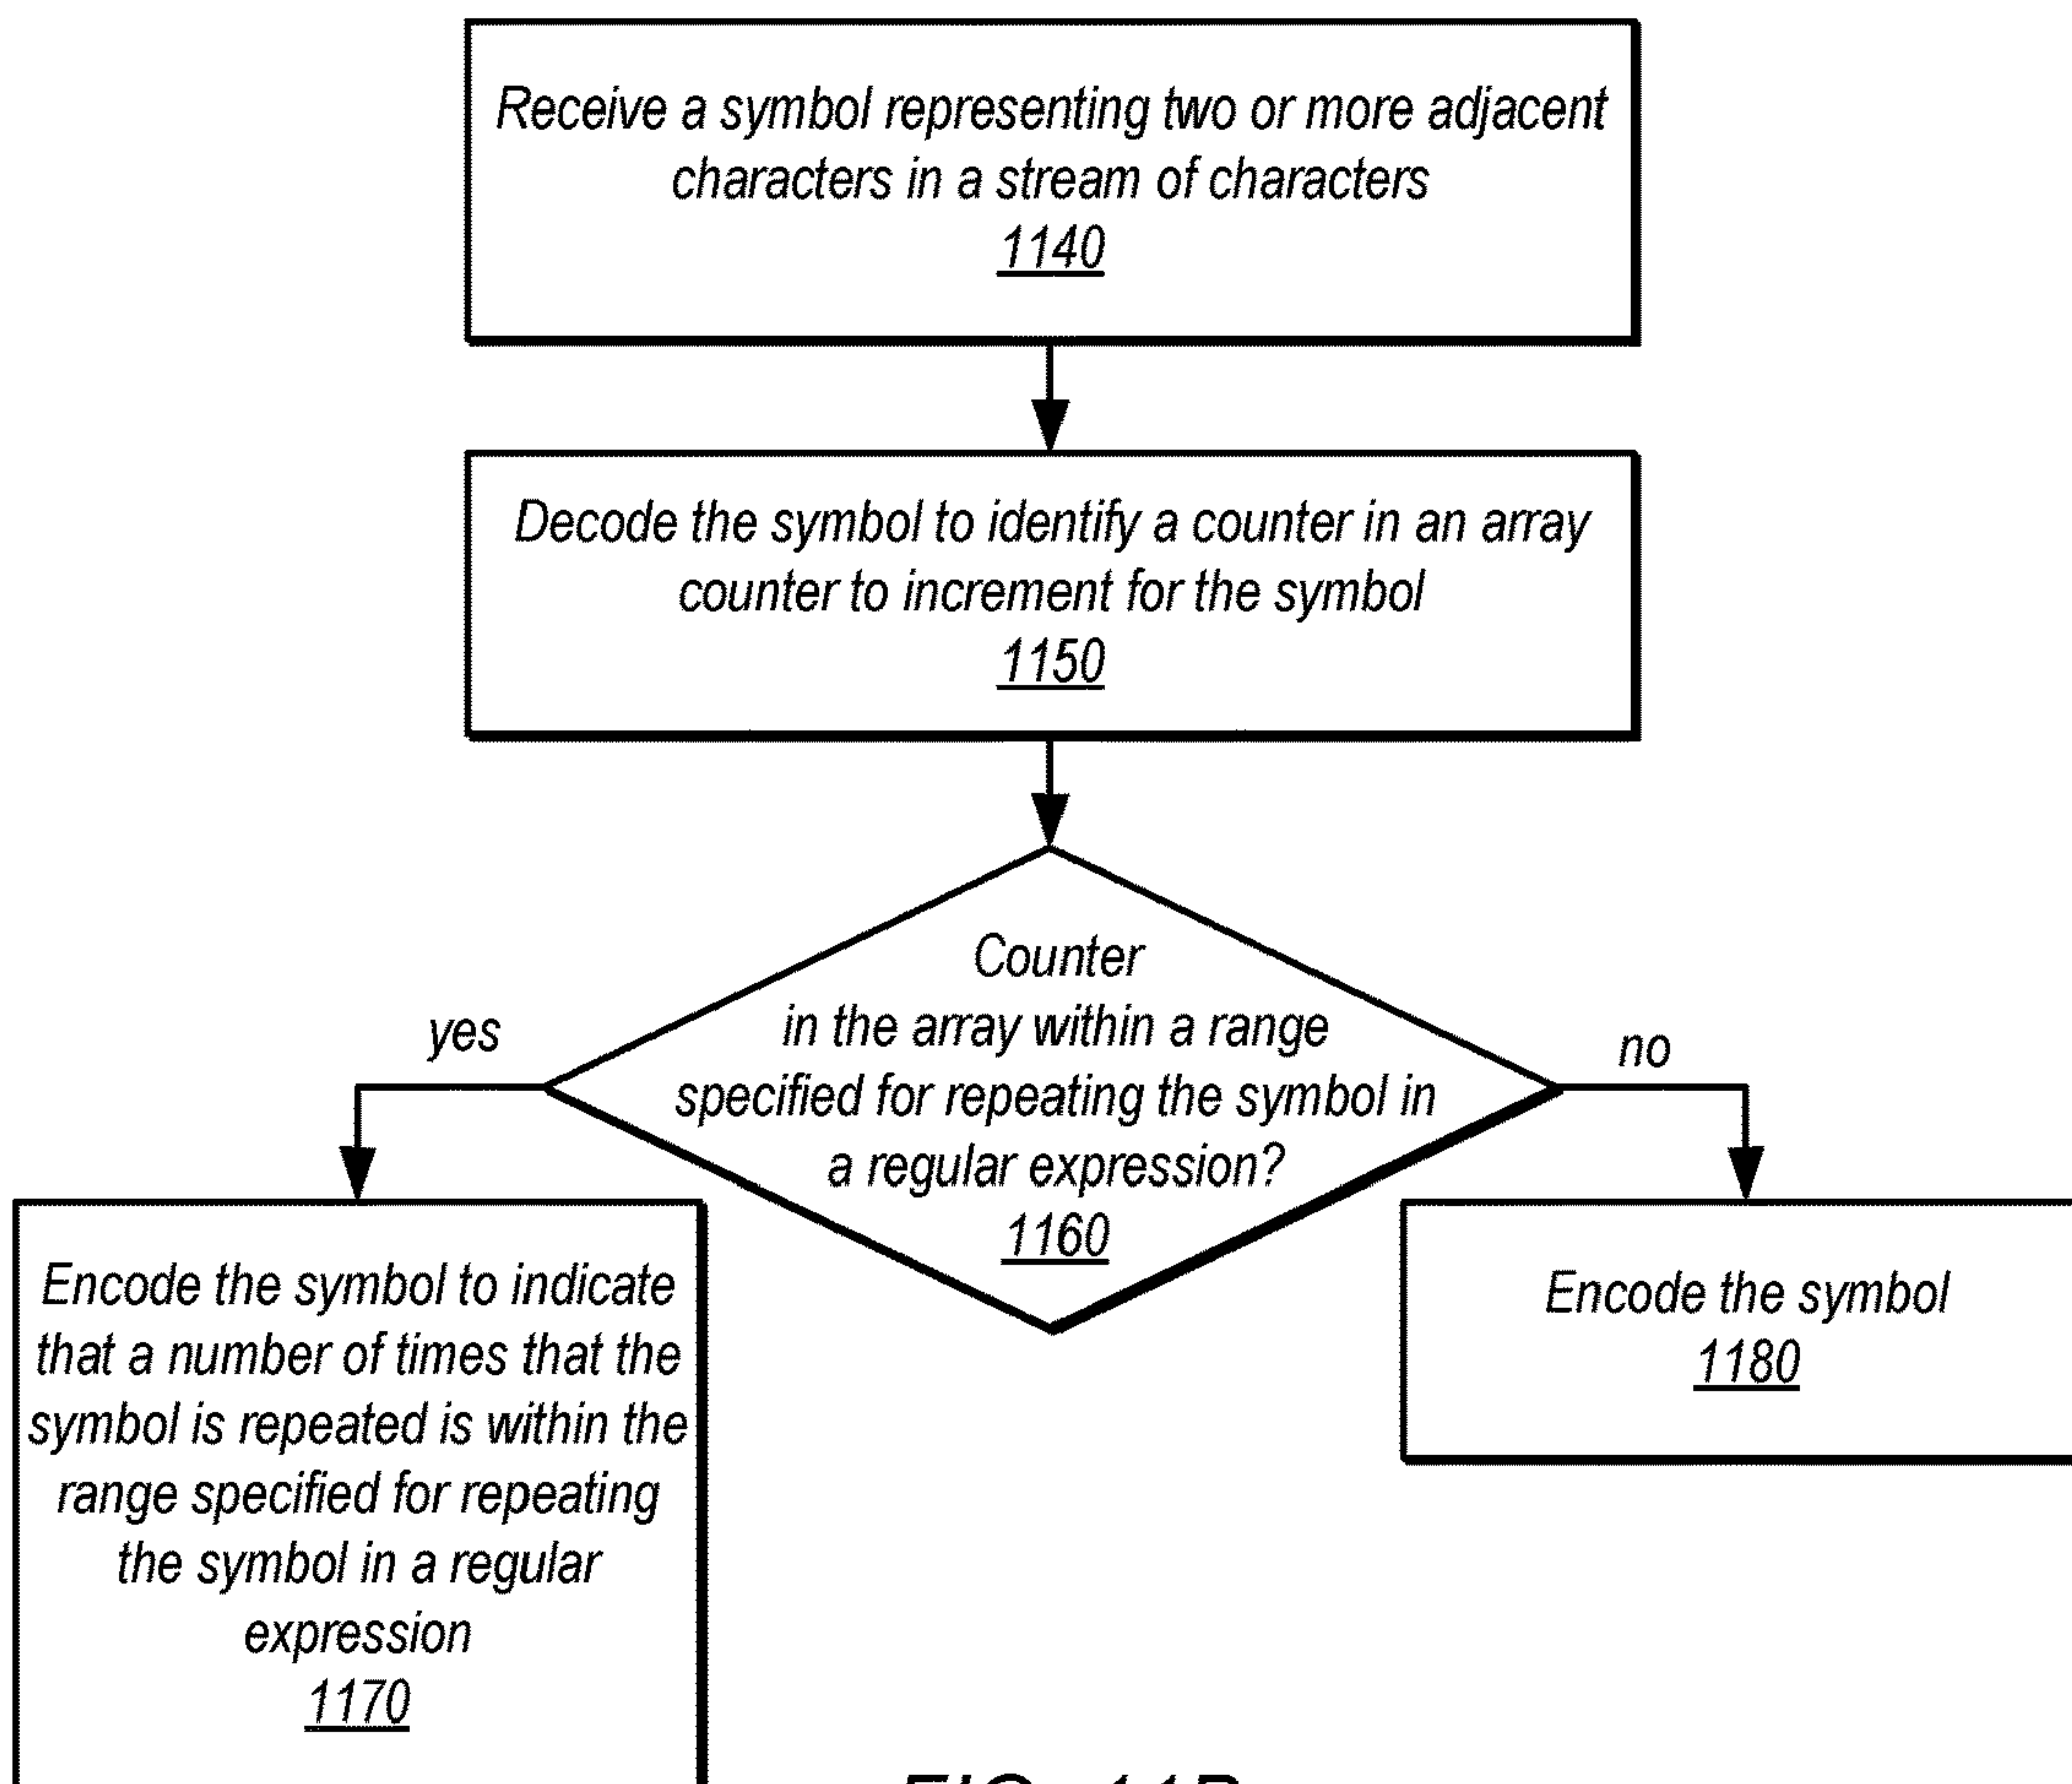 Receive a symbol representing two or more adjacent
characters in a stream of characters
1140
Decode the symbol to identify a counter in an array
counter to increment for the symbol
1150
Counter
in the array within a range
specified for repeating the symbol in
a regular expression?
1160
yes
no
Encode the symbol to indicate
that a number of times that the
symbol is repeated is within the
range specified for repeating
the symbol in a regular
expression
1170
Encode the symbol
1180